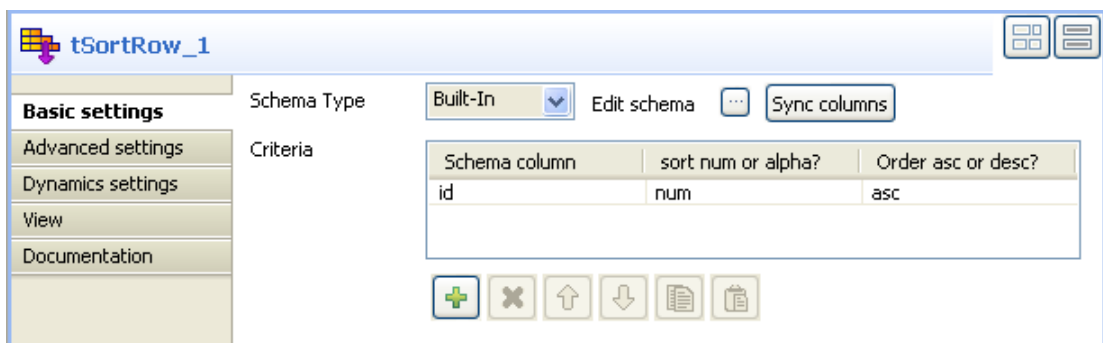 tSortRow_1
Basic settings
Advanced settings
Dynamics settings
View
Documentation
Schema Type Built-In Edit schema ... Sync columns
Criteria
Schema column sort num or alpha? Order asc or desc?
id num asc